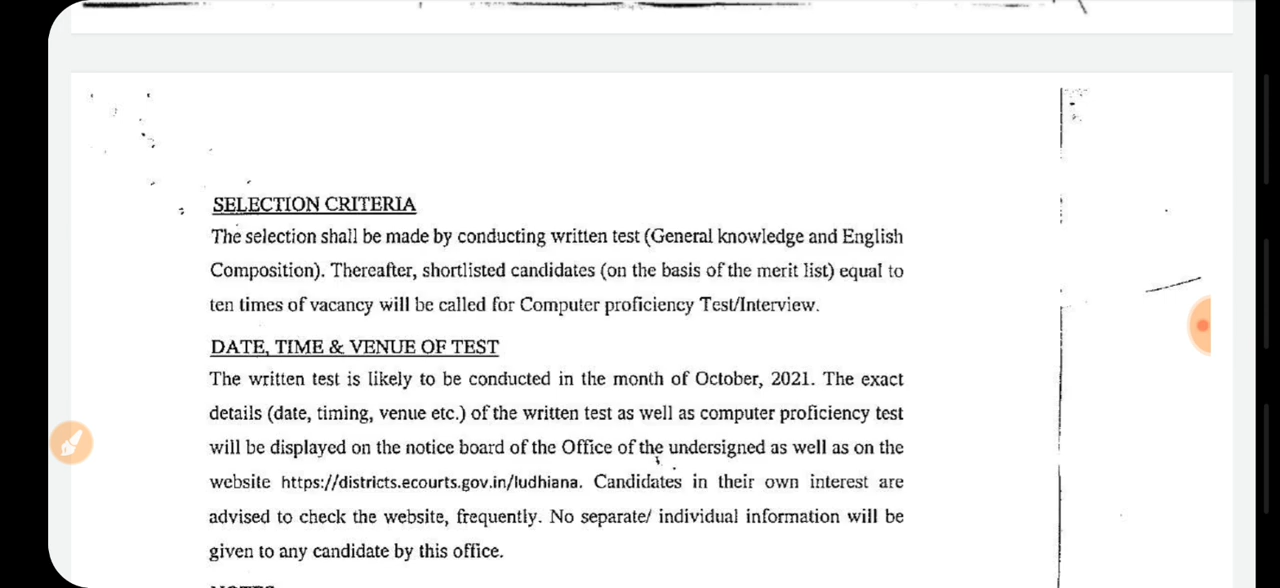 SELECTION CRITERIA
The selection shall be made by conducting written test (General knowledge and English
Composition). Thereafter, shortlisted candidates (on the basis of the merit list) equal to
ten times of vacancy will be called for Computer proficiency Test/Interview.
DATE, TIME & VENUE OF TEST
The written test is likely to be conducted in the month of October, 2021. The exact
details (date, timing, venue etc.) of the written test as well as computer proficiency test
will be displayed on the notice board of the Office of the undersigned as well as on the
website https://districts.ecourts.gov.in/ludhiana. Candidates in their own interest are
advised to check the website, frequently. No separate/ individual information will be
given to any candidate by this office.